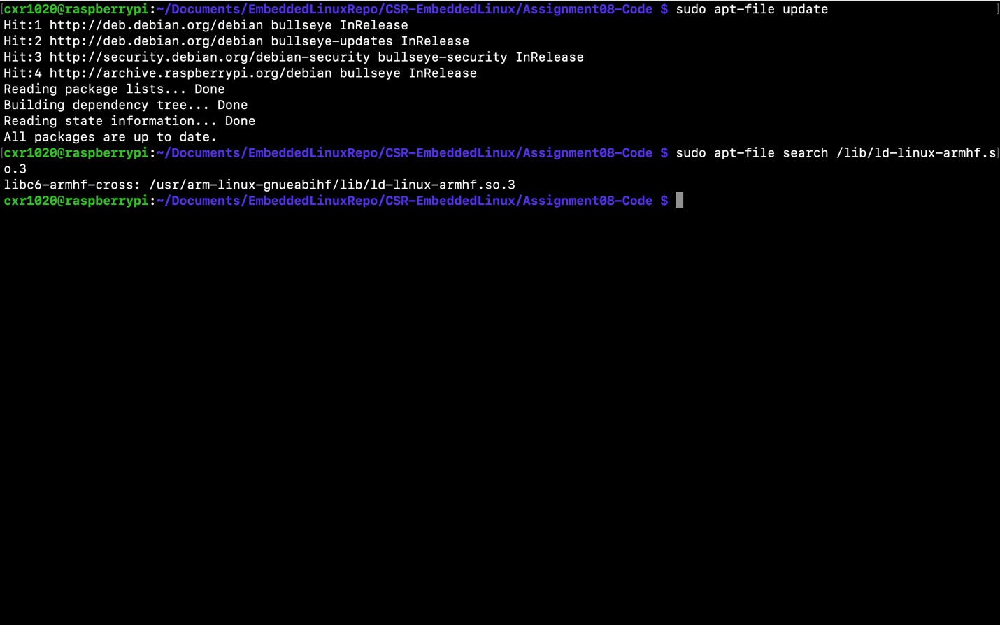 cxr1020@raspberrypi:~/Documents/EmbeddedLinuxRepo/CSR-EmbeddedLinux/Assignment08-Code $ sudo apt-file update
Hit:1 http://deb.debian.org/debian bullseye InRelease
Hit:2 http://deb.debian.org/debian bullseye-updates InRelease
Hit:3 http://security.debian.org/debian-security bullseye-security InRelease
Hit:4 http://archive.raspberrypi.org/debian bullseye InRelease
Reading package lists... Done
Building dependency tree... Done
Reading state information... Done
All packages are up to date.
cxr1020@raspberrypi:~/Documents/EmbeddedLinuxRepo/CSR-EmbeddedLinux/Assignment08-Code $ sudo apt-file search /lib/ld-linux-armhf.s
o.3
libc6-armhf-cross: /usr/arm-linux-gnueabihf/lib/ld-linux-armhf.so.3
cxr1020@raspberrypi:~/Documents/EmbeddedLinuxRepo/CSR-EmbeddedLinux/Assignment08-Code $